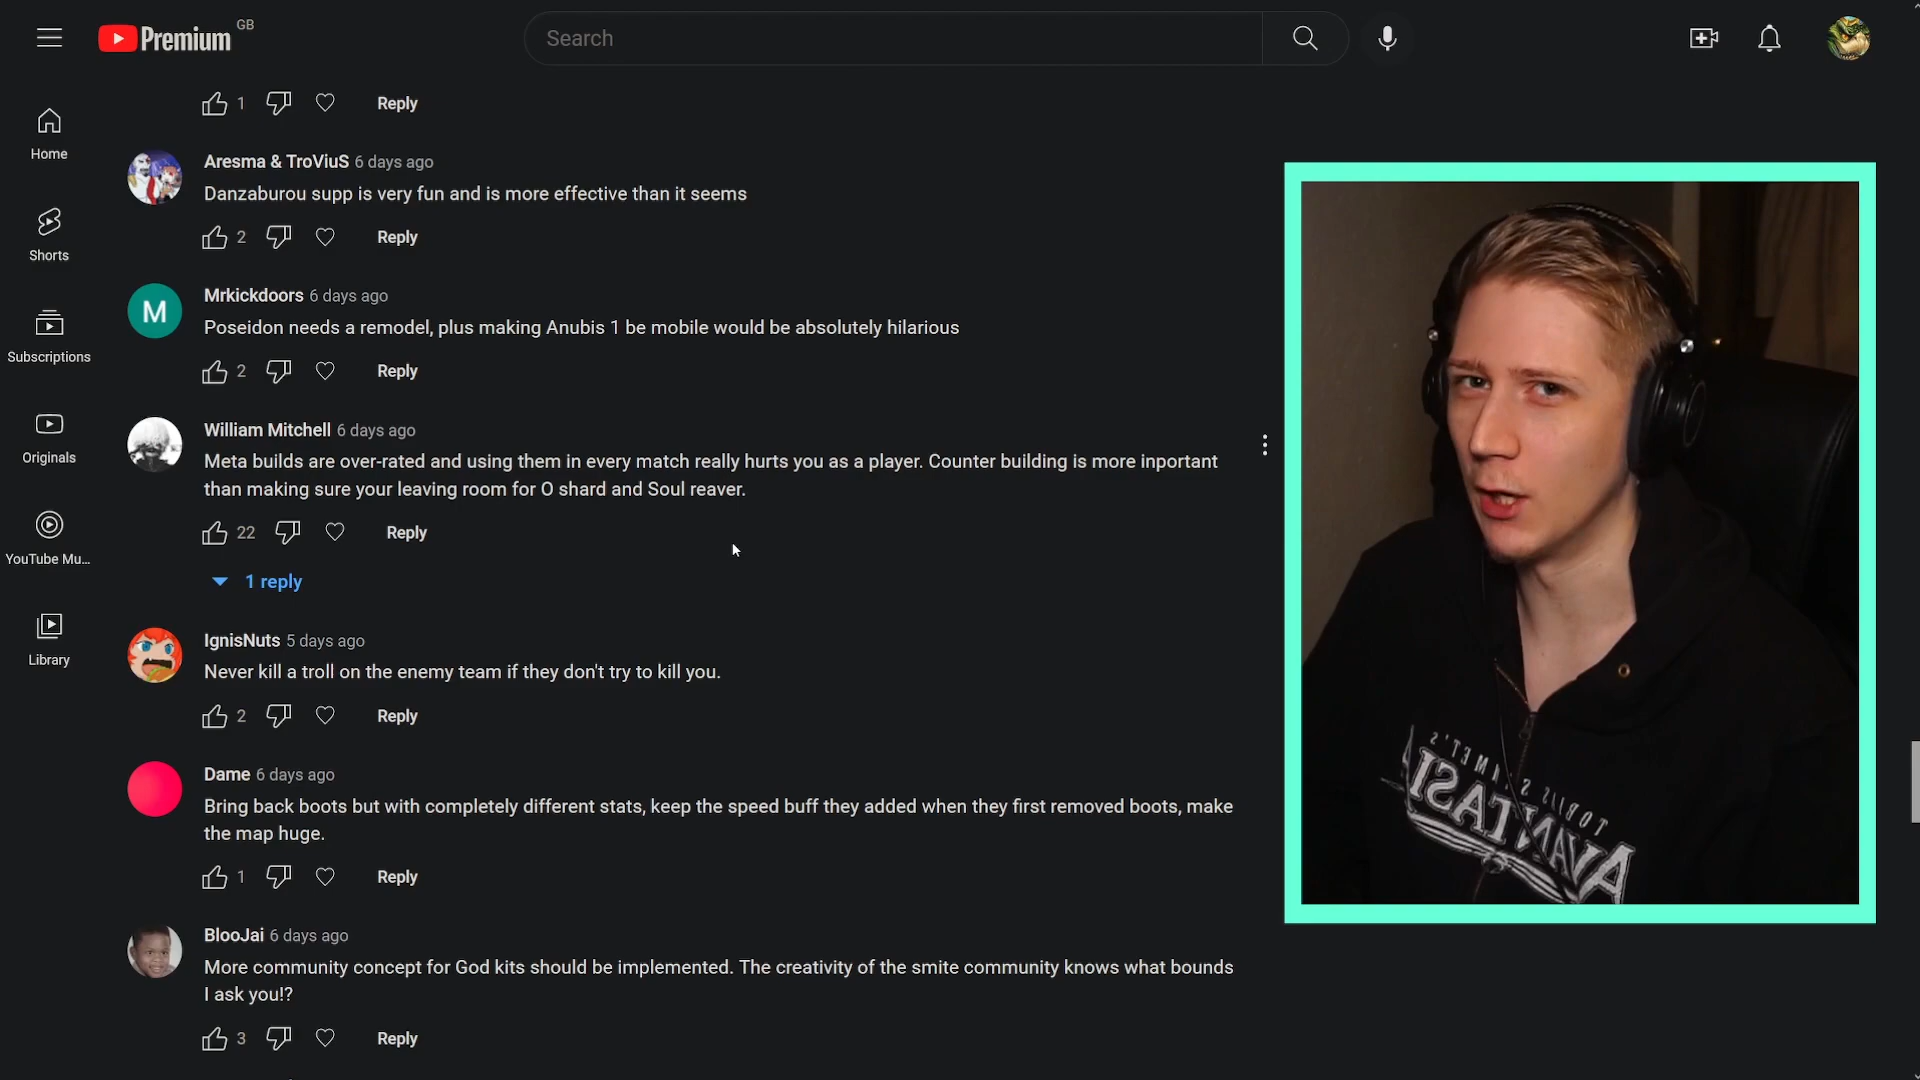 Premium GB
Search
Home
Shorts
Subscriptions
Originals
YouTube Mu...
Library
1 Reply
Aresma & TroViuS 6 days ago
Danzaburou supp is very fun and is more effective than it seems
2 Reply
M
Mrkickdoors 6 days ago
Poseidon needs a remodel, plus making Anubis 1 be mobile would be absolutely hilarious
2 Reply
William Mitchell 6 days ago
Meta builds are over-rated and using them in every match really hurts you as a player. Counter building is more inportant
than making sure your leaving room for O shard and Soul reaver.
22 Reply
1 reply
IgnisNuts 5 days ago
Never kill a troll on the enemy team if they don't try to kill you.
2 Reply
Dame 6 days ago
Bring back boots but with completely different stats, keep the speed buff they added when they first removed boots, make
the map huge.
1 Reply
BlooJai 6 days ago
More community concept for God kits should be implemented. The creativity of the smite community knows what bounds
I ask you!?
3 Reply
TOBIAS SAMMET'S
AVANTASIA